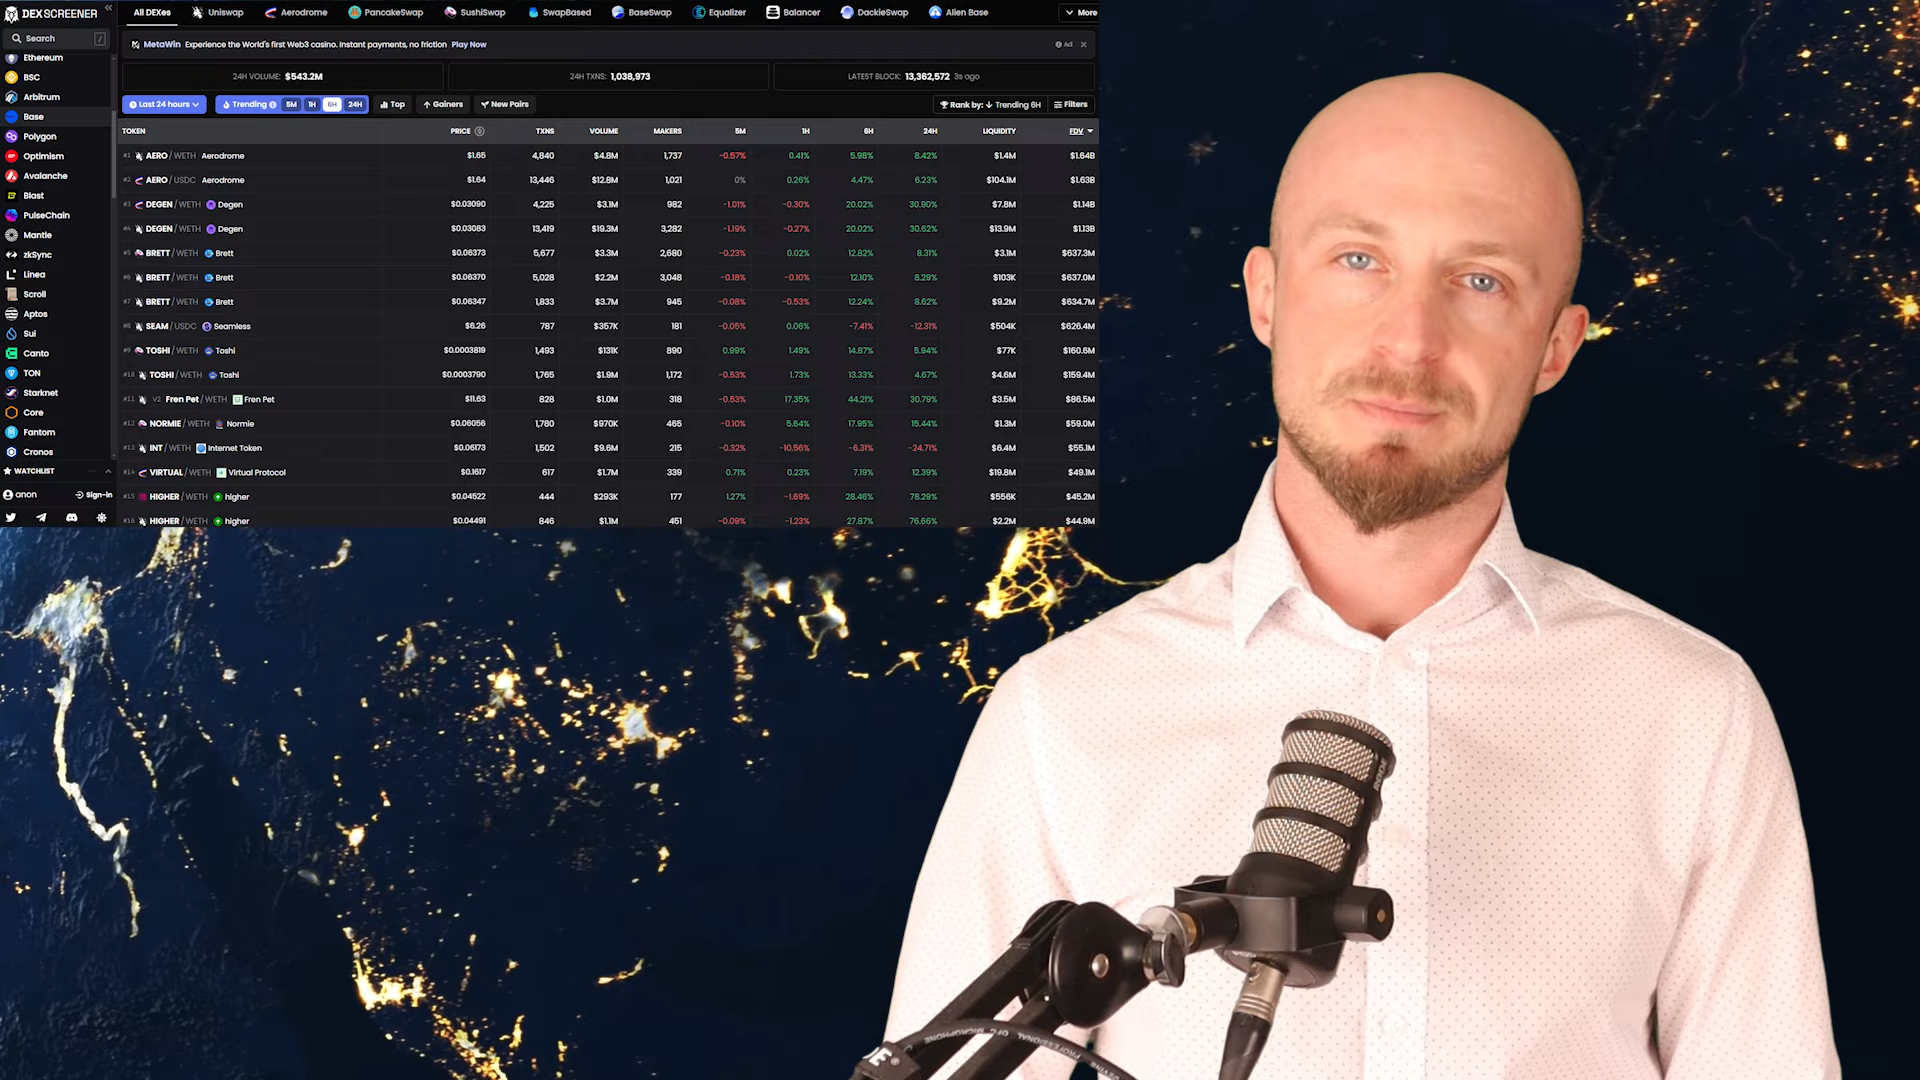 DEXSCREENER
All DEXes Uniswap Aerodrome PancakeSwap SushiSwap SwapBased BaseSwap Equalizer Balancer DackieSwap Alien Base More
Search /
MetaWin Experience the World's first Web3 casino. Instant payments, no friction Play Now Ad
24H VOLUME: $543.2M 24H TXNS: 1,038,973 LATEST BLOCK: 13,362,572 3s ago
Last 24 hours Trending 5M 1H 6H 24H Top Gainers New Pairs Rank by: Trending 6H Filters
Ethereum
BSC
Arbitrum
Base
Polygon
Optimism
Avalanche
Blast
PulseChain
Mantle
zkSync
Linea
Scroll
Aptos
Sui
Canto
TON
Starknet
Core
Fantom
Cronos
WATCHLIST
anon Sign-in
TOKEN PRICE TXNS VOLUME MAKERS 5M 1H 6H 24H LIQUIDITY FDV
#1 AERO / WETH Aerodrome $1.65 4,840 $4.8M 1,737 -0.57% 0.41% 5.98% 8.42% $1.4M $1.64B
#2 AERO / USDC Aerodrome $1.64 13,446 $12.8M 1,021 0% 0.26% 4.47% 6.23% $104.1M $1.63B
#3 DEGEN / WETH Degen $0.03090 4,225 $3.1M 982 -1.01% -0.30% 20.02% 30.90% $7.8M $1.14B
#4 DEGEN / WETH Degen $0.03083 13,419 $19.3M 3,282 -1.19% -0.27% 20.02% 30.62% $13.9M $1.13B
#5 BRETT / WETH Brett $0.06373 5,677 $3.3M 2,680 -0.23% 0.02% 12.82% 8.31% $3.1M $637.3M
#6 BRETT / WETH Brett $0.06370 5,028 $2.2M 3,048 -0.18% -0.10% 12.10% 8.29% $103K $637.0M
#7 BRETT / WETH Brett $0.06347 1,833 $3.7M 945 -0.08% -0.53% 12.24% 8.62% $9.2M $634.7M
#8 SEAM / USDC Seamless $6.26 787 $357K 181 -0.05% 0.06% -7.41% -12.31% $504K $626.4M
#9 TOSHI / WETH Toshi $0.0003819 1,493 $131K 890 0.99% 1.49% 14.87% 5.94% $77K $160.6M
#10 TOSHI / WETH Toshi $0.0003790 1,765 $1.9M 1,172 -0.53% 1.73% 13.33% 4.67% $4.6M $159.4M
#11 V2 Fren Pet / WETH Fren Pet $11.63 828 $1.0M 318 -0.53% 17.35% 44.21% 30.79% $3.5M $86.5M
#12 NORMIE / WETH Normie $0.06056 1,780 $970K 465 -0.10% 5.64% 17.95% 15.44% $1.3M $59.0M
#13 INT / WETH Internet Token $0.06173 1,502 $9.6M 215 -0.32% -10.56% -6.31% -24.71% $6.4M $55.1M
#14 VIRTUAL / WETH Virtual Protocol $0.1617 617 $1.7M 339 0.71% 0.23% 7.19% 12.39% $19.8M $49.1M
#15 HIGHER / WETH higher $0.04522 444 $293K 177 1.27% -1.69% 28.46% 78.29% $556K $45.2M
#16 HIGHER / WETH higher $0.04491 846 $1.1M 451 -0.09% -1.23% 27.87% 76.66% $2.2M $44.9M